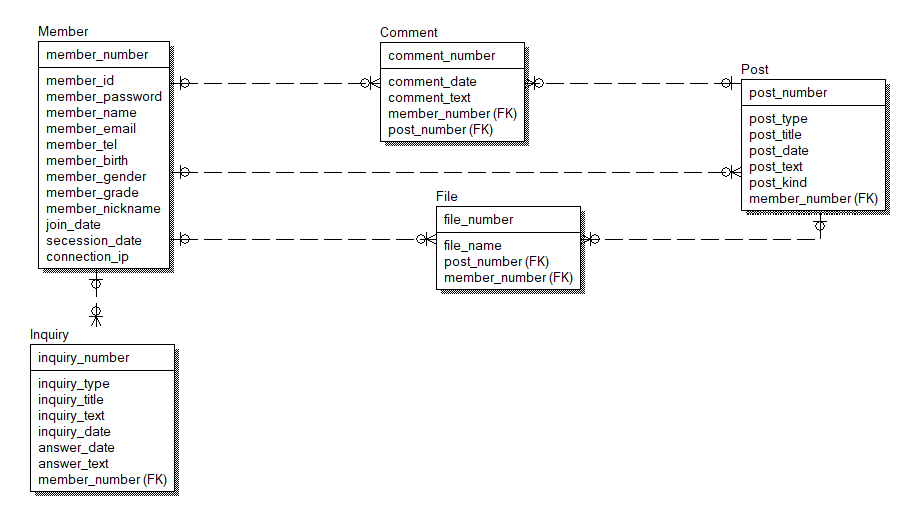 Member
member_number
member_id
member_password
member_name
member_email
member_tel
member_birth
member_gender
member_grade
member_nickname
join_date
secession_date
connection_ip
Comment
comment_number
comment_date
comment_text
member_number (FK)
post_number (FK)
Post
post_number
post_type
post_title
post_date
post_text
post_kind
member_number (FK)
File
file_number
file_name
post_number (FK)
member_number (FK)
Inquiry
inquiry_number
inquiry_type
inquiry_title
inquiry_text
inquiry_date
answer_date
answer_text
member_number (FK)